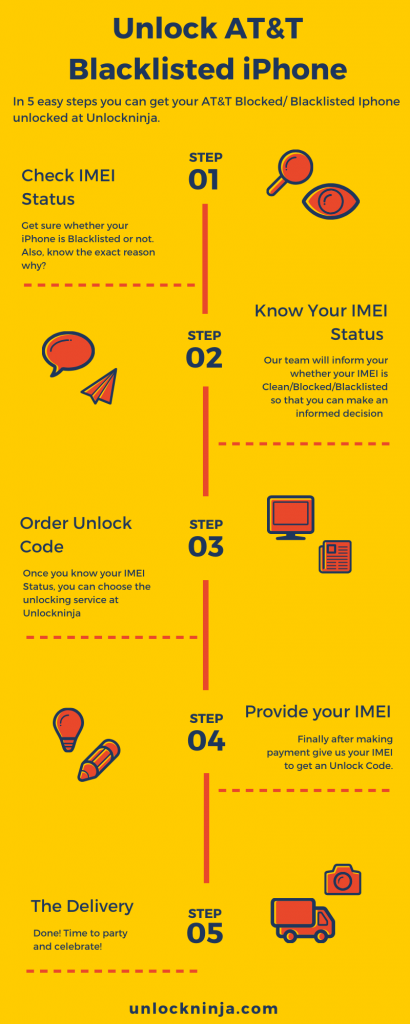 Unlock AT&T
Blacklisted iPhone
In 5 easy steps you can get your AT&T Blocked/ Blacklisted Iphone
unlocked at Unlockninja.
STEP
01
Check IMEI
Status
Get sure whether your
iPhone is Blacklisted or not.
Also, know the exact reason
why?
STEP
02
Know Your IMEI
Status
Our team will inform your
whether your IMEI is
Clean/Blocked/Blacklisted
so that you can make an
informed decision
STEP
03
Order Unlock
Code
Once you know your IMEI
Status, you can choose the
unlocking service at
Unlockninja
STEP
04
Provide your IMEI
Finally after making
payment give us your IMEI
to get an Unlock Code.
STEP
05
The Delivery
Done! Time to party
and celebrate!
unlockninja.com